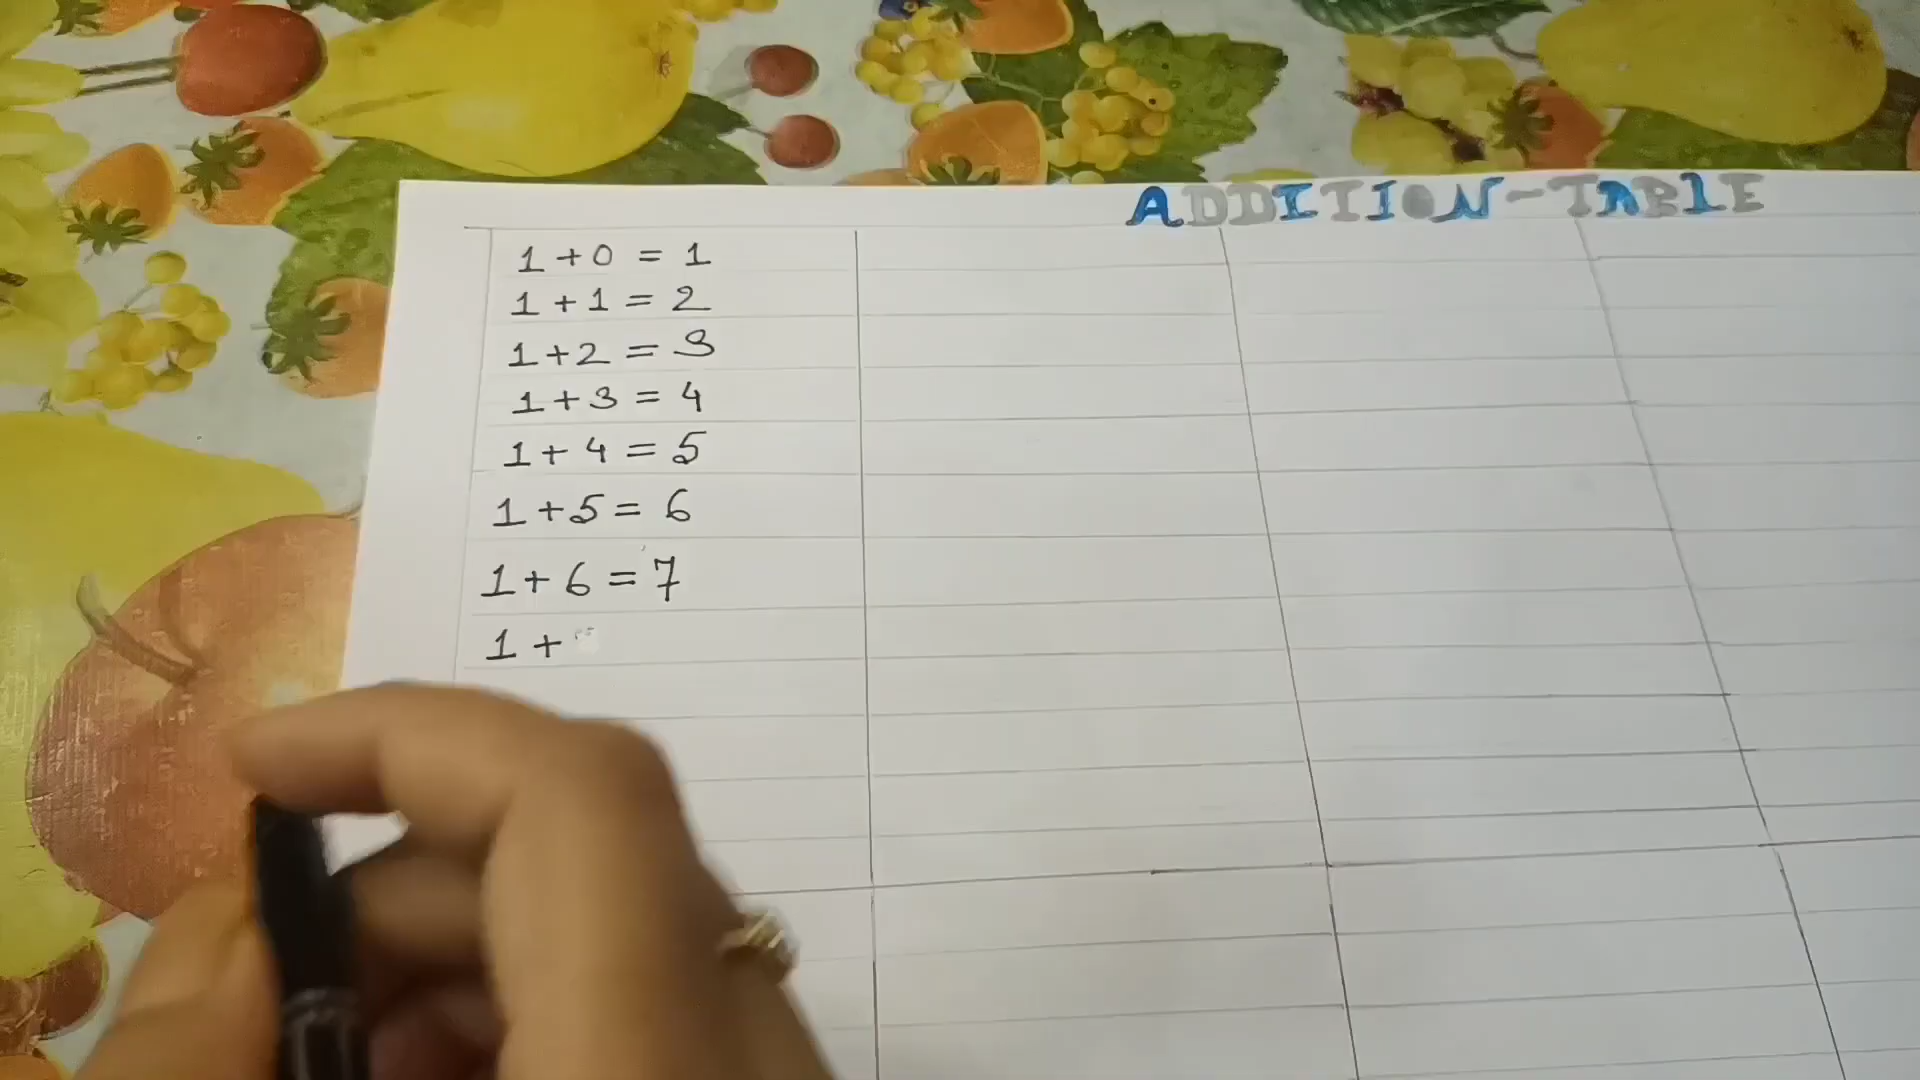 ADDITION-TABLE
1+0 = 1
1+1 = 2
1+2 = 3
1+3 = 4
1+4 = 5
1+5 = 6
1+6 = 7
1+